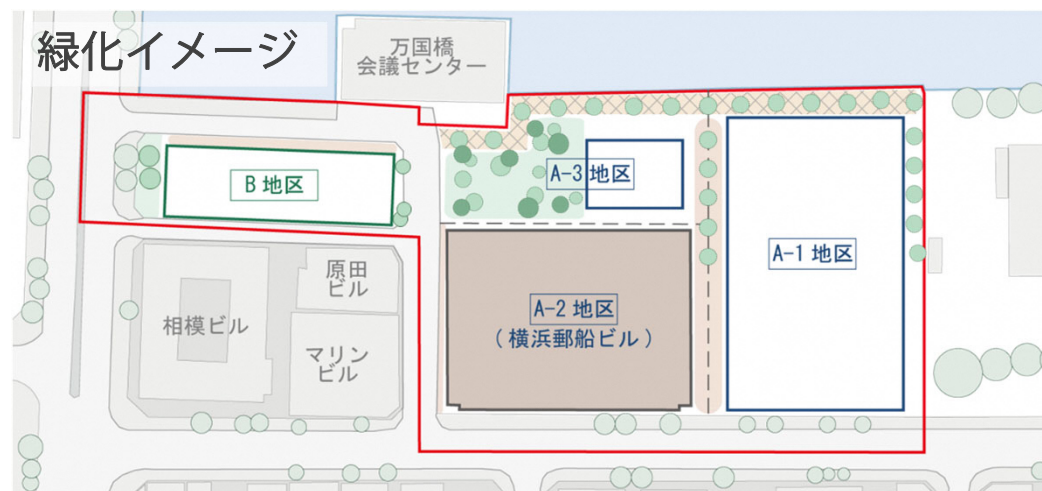 緑化イメージ
万国橋
会議センター
B 地区
A-3 地区
A-1 地区
原田
ビル
相模ビル
マリン
ビル
A-2 地区
(横浜郵船ビル)